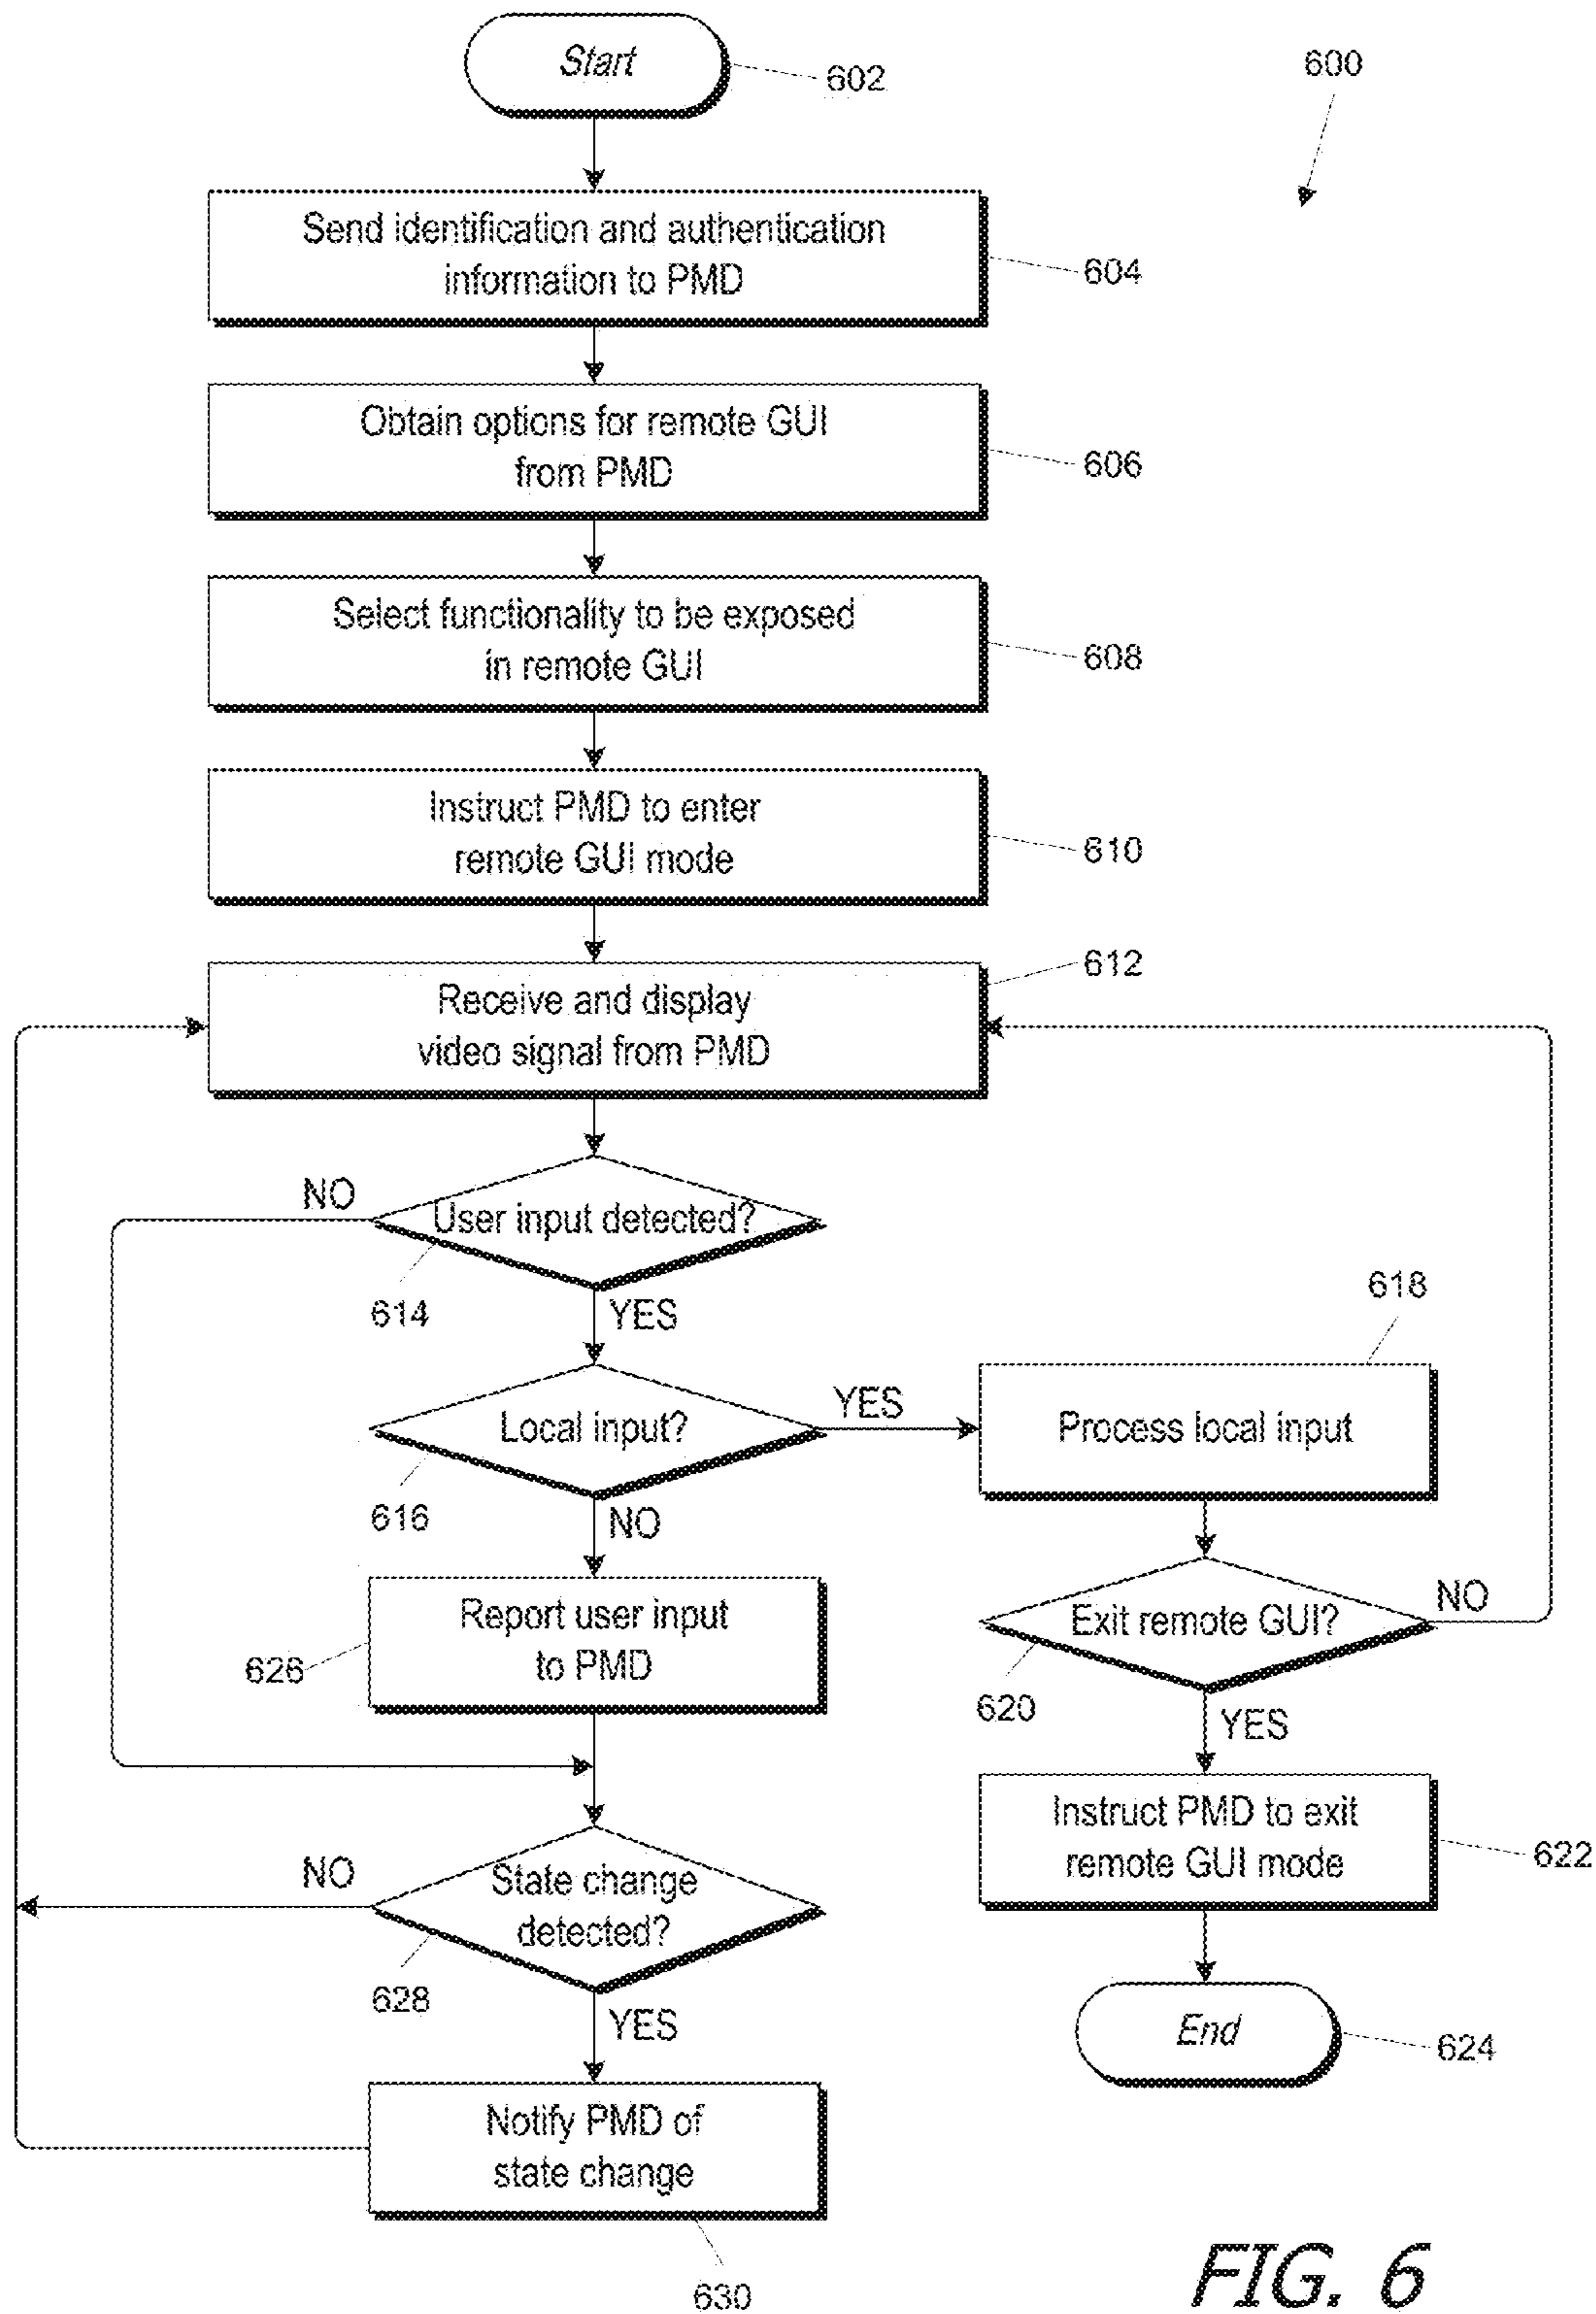 Start
602
600
Send identification and authentication
information to PMD
604
Obtain options for remote GUI
from PMD
606
Select functionality to be exposed
in remote GUI
608
Instruct PMD to enter
remote GUI mode
610
612
Receive and display
video signal from PMD
NO
User input detected?
614
YES
618
Local input?
YES
Process local input
616
NO
Report user input
to PMD
626
Exit remote GUI?
NO
620
YES
Instruct PMD to exit
remote GUI mode
622
NO
State change
detected?
628
YES
End
624
Notify PMD of
state change
630
FIG. 6